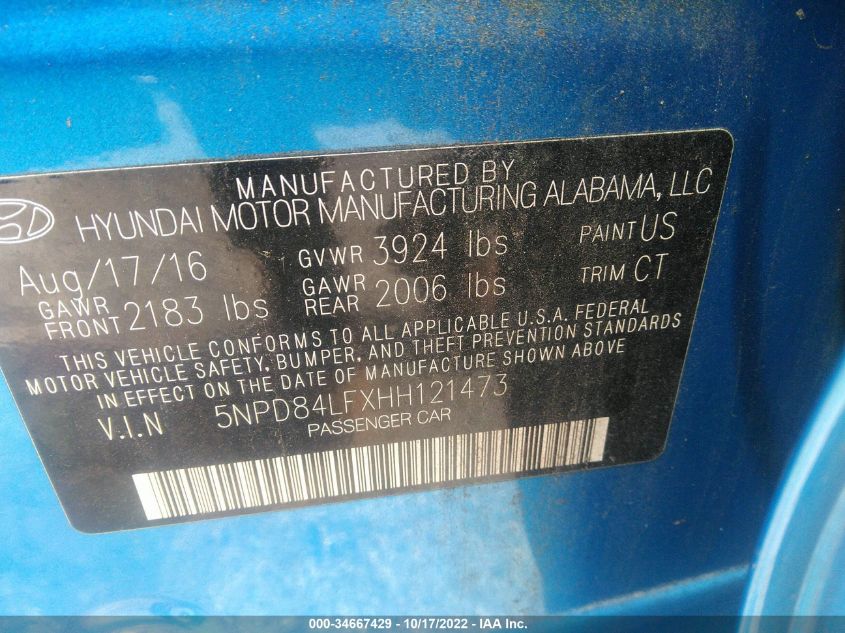 MANUFACTURED BY
HYUNDAI MOTOR MANUFACTURING ALABAMA, LLC
Aug/17/16 GVWR 3924 lbs PAINT US
GAWR FRONT 2183 lbs GAWR REAR 2006 lbs TRIM CT
THIS VEHICLE CONFORMS TO ALL APPLICABLE U.S.A. FEDERAL
MOTOR VEHICLE SAFETY, BUMPER, AND THEFT PREVENTION STANDARDS
IN EFFECT ON THE DATE OF MANUFACTURE SHOWN ABOVE
V.I.N 5NPD84LFXHH121473
PASSENGER CAR
000-34667429 - 10/17/2022 - IAA Inc.